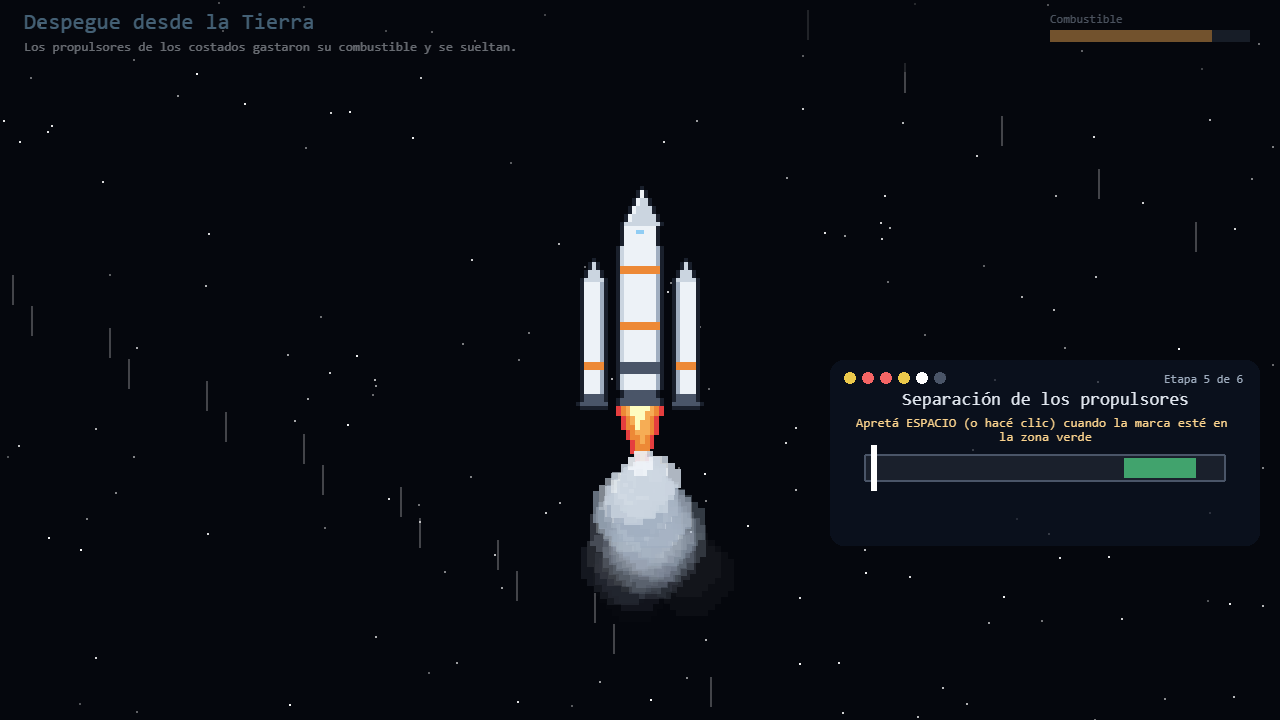 Despegue desde la Tierra
Los propulsores de los costados gastaron su combustible y se sueltan.
Combustible
Etapa 5 de 6
Separación de los propulsores
Apretá ESPACIO (o hacé clic) cuando la marca esté en
la zona verde